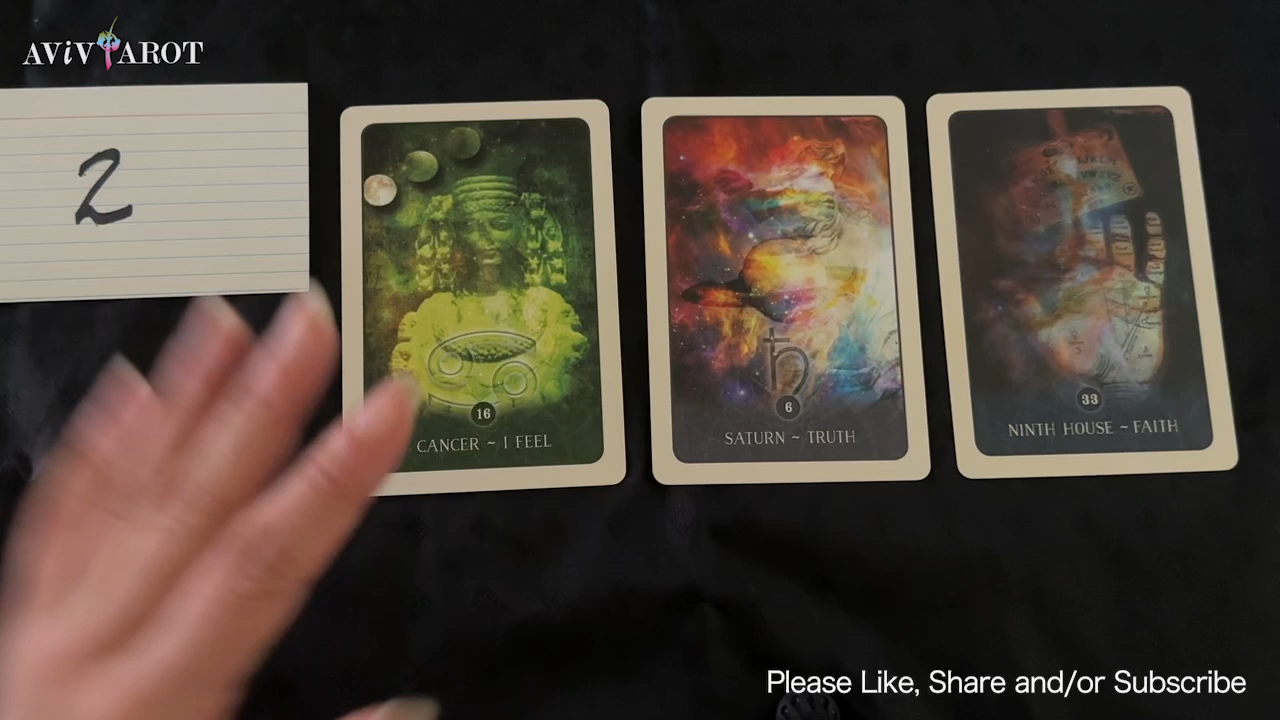 AViVTAROT
2
16
CANCER ~ I FEEL
6
SATURN ~ TRUTH
33
NINTH HOUSE ~ FAITH
Please Like, Share and/or Subscribe